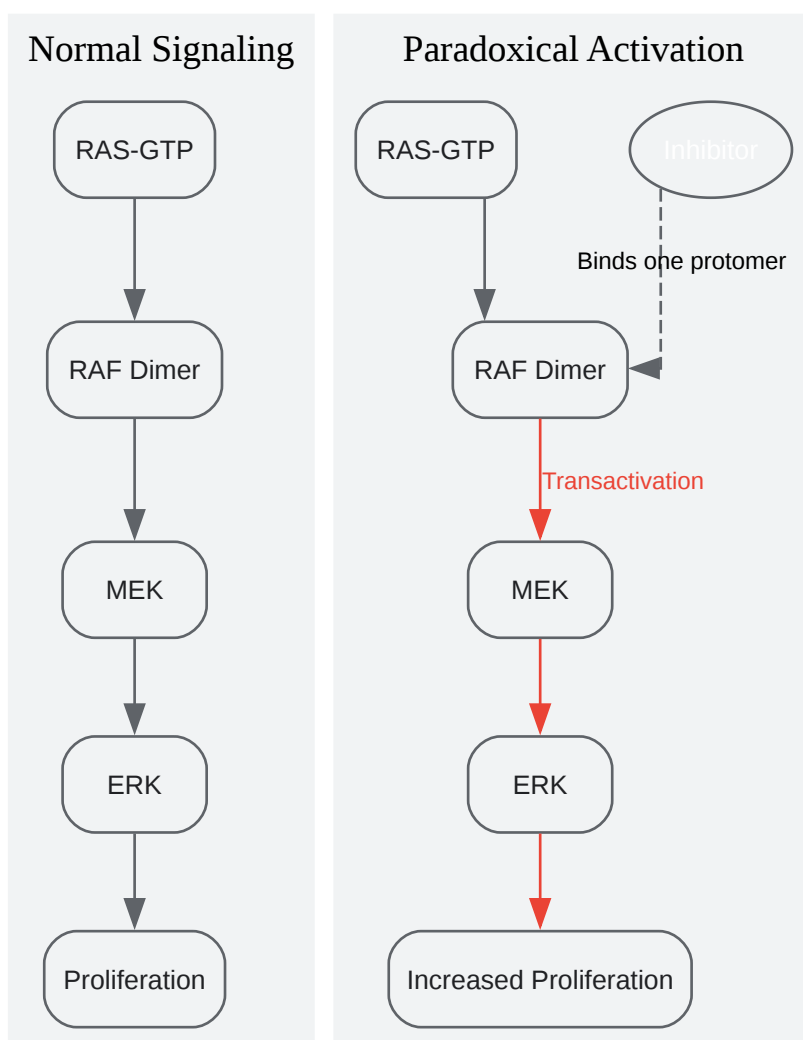 Normal Signaling
RAS-GTP
RAF Dimer
MEK
ERK
Proliferation
Paradoxical Activation
RAS-GTP
Inhibitor
Binds one protomer
RAF Dimer
Transactivation
MEK
ERK
Increased Proliferation